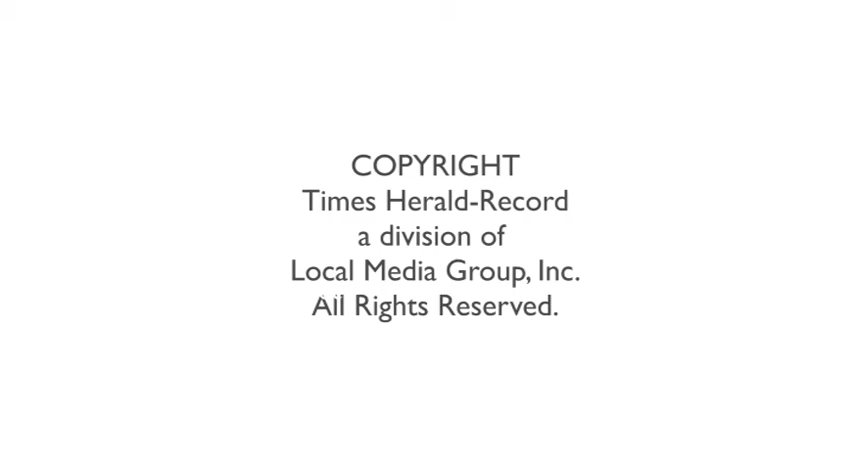 COPYRIGHT
Times Herald-Record
a division of
Local Media Group, Inc.
All Rights Reserved.